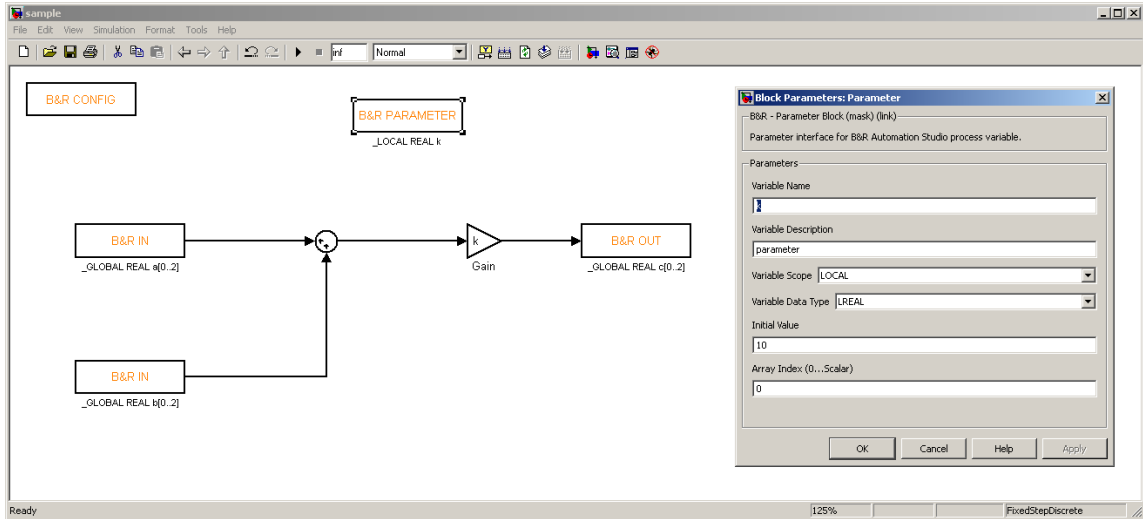 sample
File Edit View Simulation Format Tools Help
inf Normal
B&R CONFIG
B&R PARAMETER
_LOCAL REAL k
B&R IN
_GLOBAL REAL a[0..2]
k
Gain
B&R OUT
_GLOBAL REAL c[0..2]
B&R IN
_GLOBAL REAL b[0..2]
Block Parameters: Parameter
B&R - Parameter Block (mask) (link)
Parameter interface for B&R Automation Studio process variable.
Parameters
Variable Name
k
Variable Description
parameter
Variable Scope LOCAL
Variable Data Type LREAL
Initial Value
10
Array Index (0...Scalar)
0
OK Cancel Help Apply
Ready 125% FixedStepDiscrete